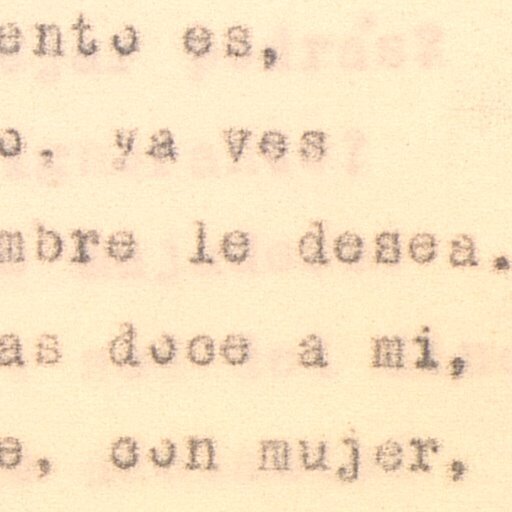 ento es,
o, ya ves
mbre le desea.
as doce a mi,
e, con mujer,